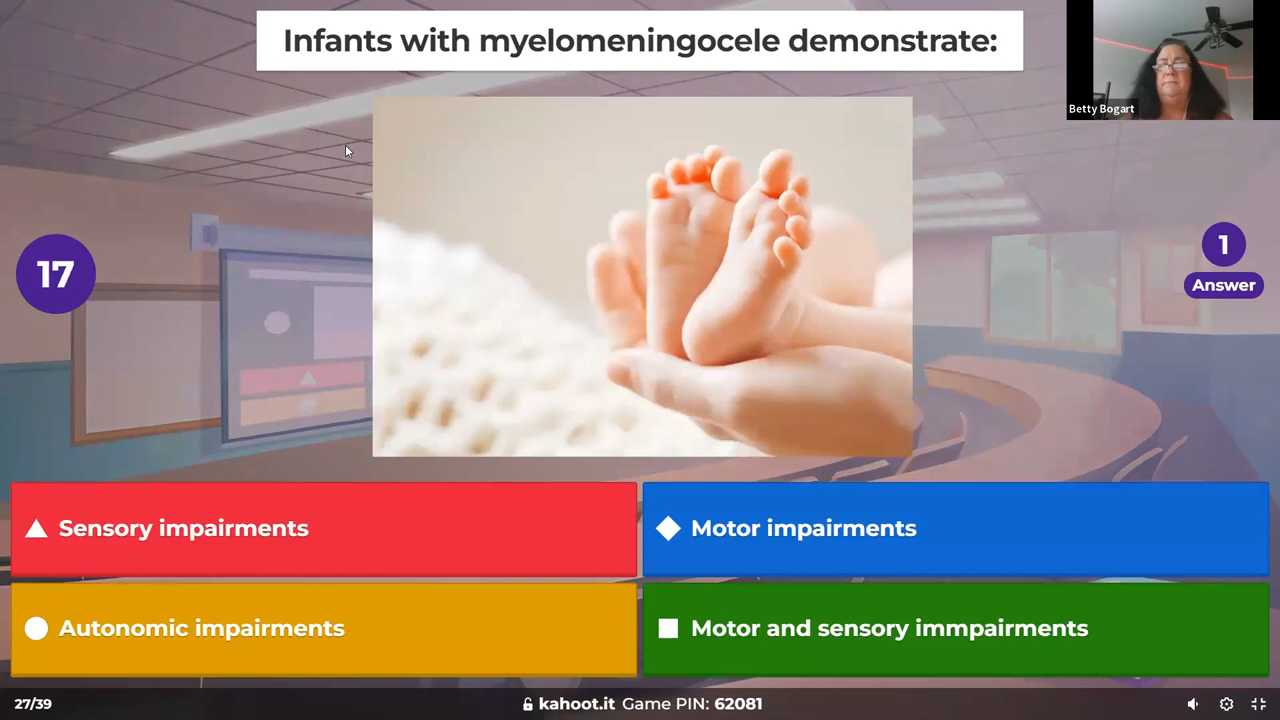 Infants with myelomeningocele demonstrate:
Betty Bogart
17
1
Answer
Sensory impairments
Motor impairments
Autonomic impairments
Motor and sensory immpairments
27/39
kahoot.it Game PIN: 62081